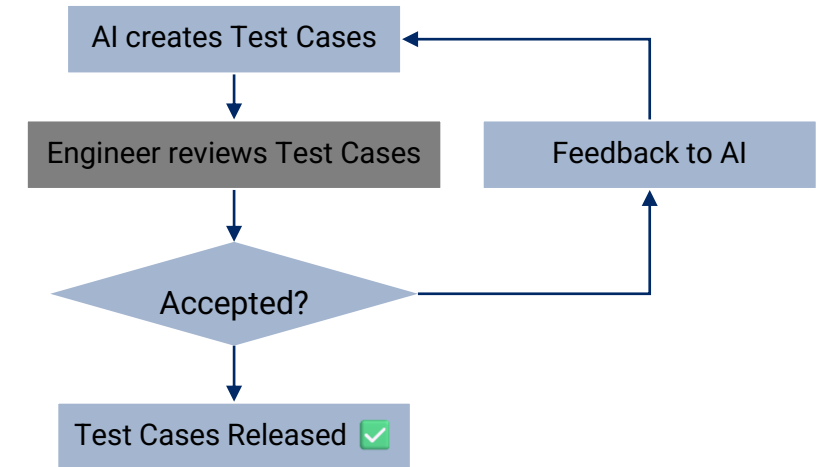 AI creates Test Cases
Engineer reviews Test Cases
Feedback to AI
Accepted?
Test Cases Released ✅